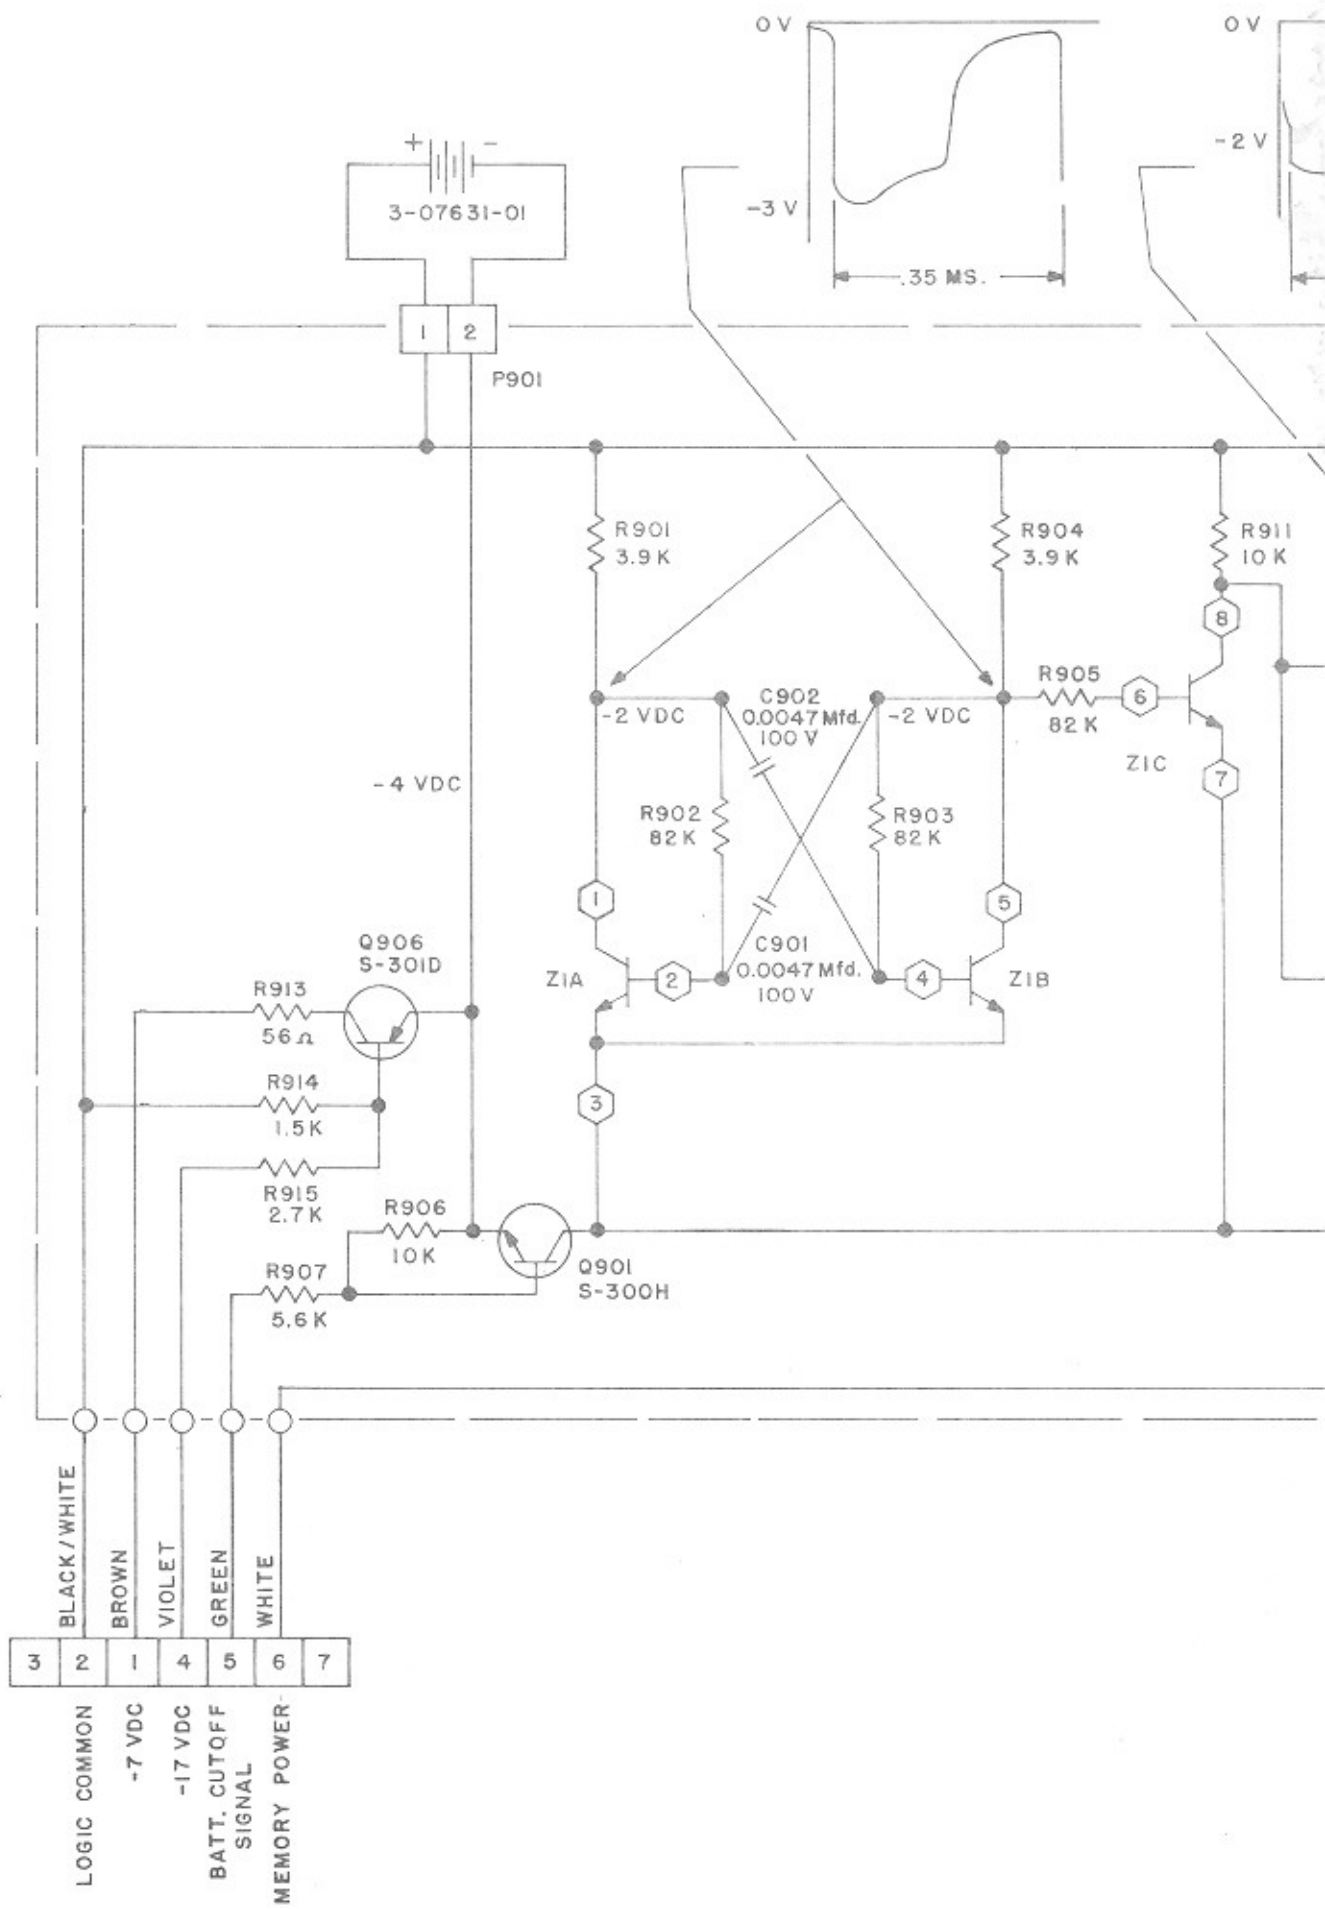 0 V
0 V
-2 V
-3 V
.35 MS.
+ -
3-07631-01
1 2
P901
R901
3.9 K
R904
3.9 K
R911
10 K
8
R905
82 K
6
Z1C
7
-2 VDC
C902
0.0047 Mfd.
100 V
-2 VDC
-4 VDC
R902
82 K
R903
82 K
1
5
Q906
S-301D
Z1A
2
C901
0.0047 Mfd.
100 V
4
Z1B
R913
56 Ω
R914
1.5 K
3
R915
2.7 K
R906
10 K
Q901
S-300H
R907
5.6 K
BLACK/WHITE
BROWN
VIOLET
GREEN
WHITE
3 2 1 4 5 6 7
LOGIC COMMON
-7 VDC
-17 VDC
BATT. CUTOFF
SIGNAL
MEMORY POWER